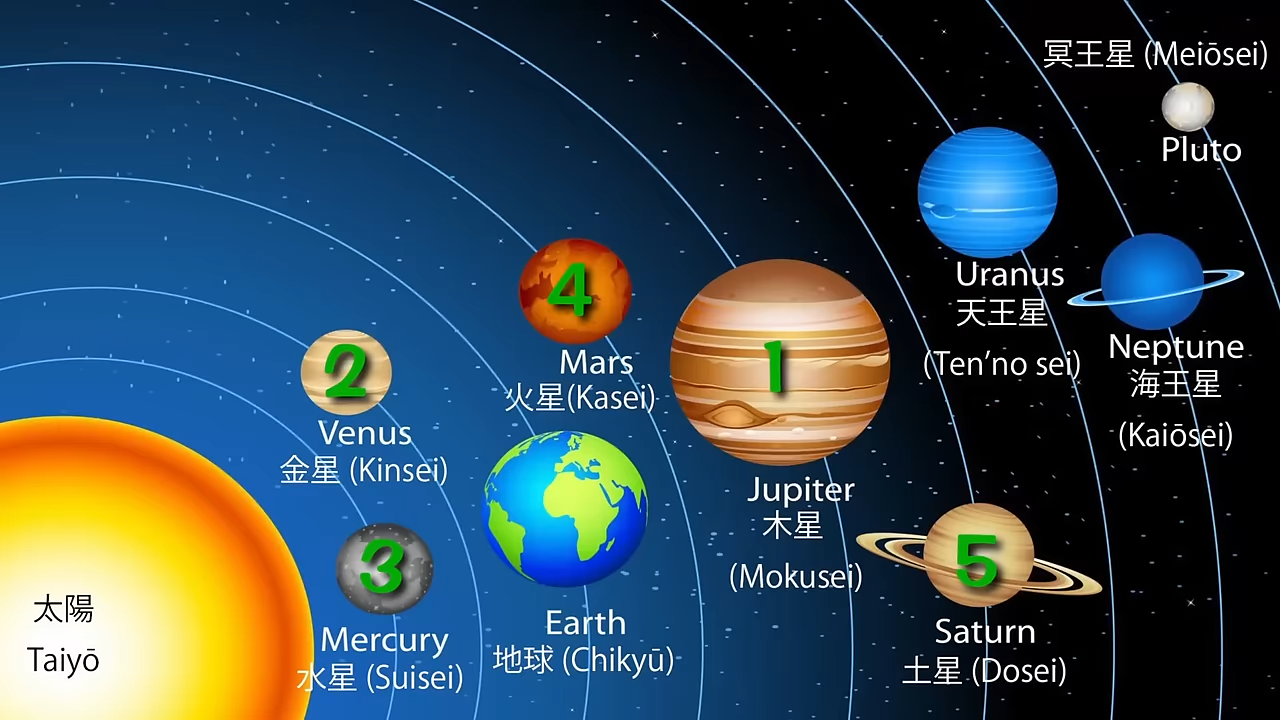 冥王星 (Meiōsei)
Pluto
Uranus
天王星
(Ten’no sei)
Neptune
海王星
(Kaiōsei)
4
Mars
火星(Kasei)
1
Jupiter
木星
(Mokusei)
2
Venus
金星 (Kinsei)
3
Mercury
水星 (Suisei)
Earth
地球 (Chikyū)
5
Saturn
土星 (Dosei)
太陽
Taiyō